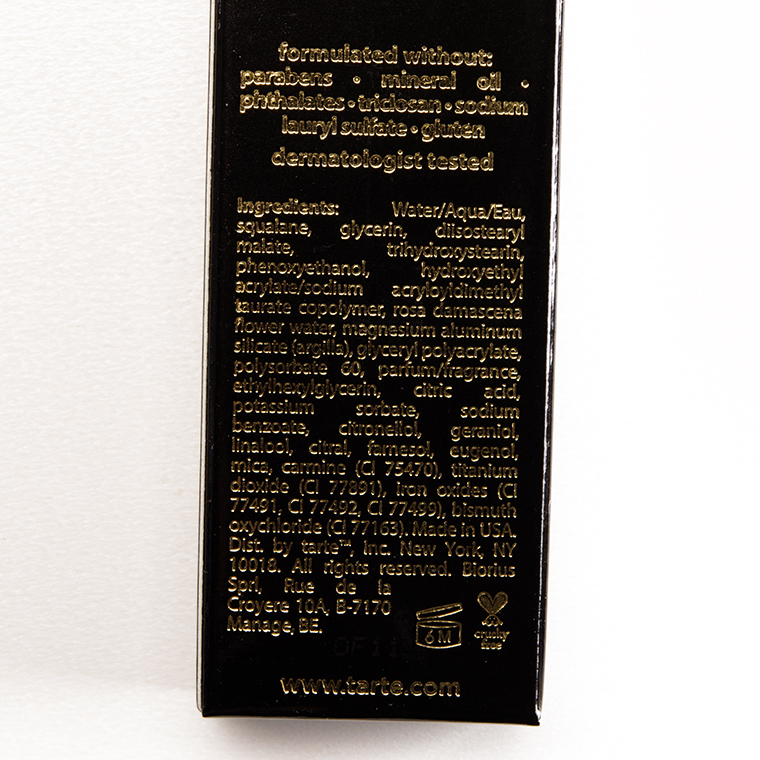 formulated without:
parabens • mineral oil •
phthalates • triclosan • sodium
lauryl sulfate • gluten
dermatologist tested
Ingredients: Water/Aqua/Eau,
squalane, glycerin, diisostearyl
malate, trihydroxystearin,
phenoxyethanol, hydroxyethyl
acrylate/sodium acryloyldimethyl
taurate copolymer, rosa damascena
flower water, magnesium aluminum
silicate (argilla), glyceryl polyacrylate,
polysorbate 60, parfum/fragrance,
ethylhexylglycerin, citric acid,
potassium sorbate, sodium
benzoate, citronellol, geraniol,
linalool, citral, farnesol, eugenol,
mica, carmine (CI 75470), titanium
dioxide (CI 77891), iron oxides (CI
77491, CI 77492, CI 77499), bismuth
oxychloride (CI 77163). Made in USA.
Dist. by tarte™, inc. New York, NY
10018. All rights reserved. Biorius
Sprl, Rue de la
Croyere 10A, B-7170
Manage, BE.
6 M
cruelty
free
www.tarte.com